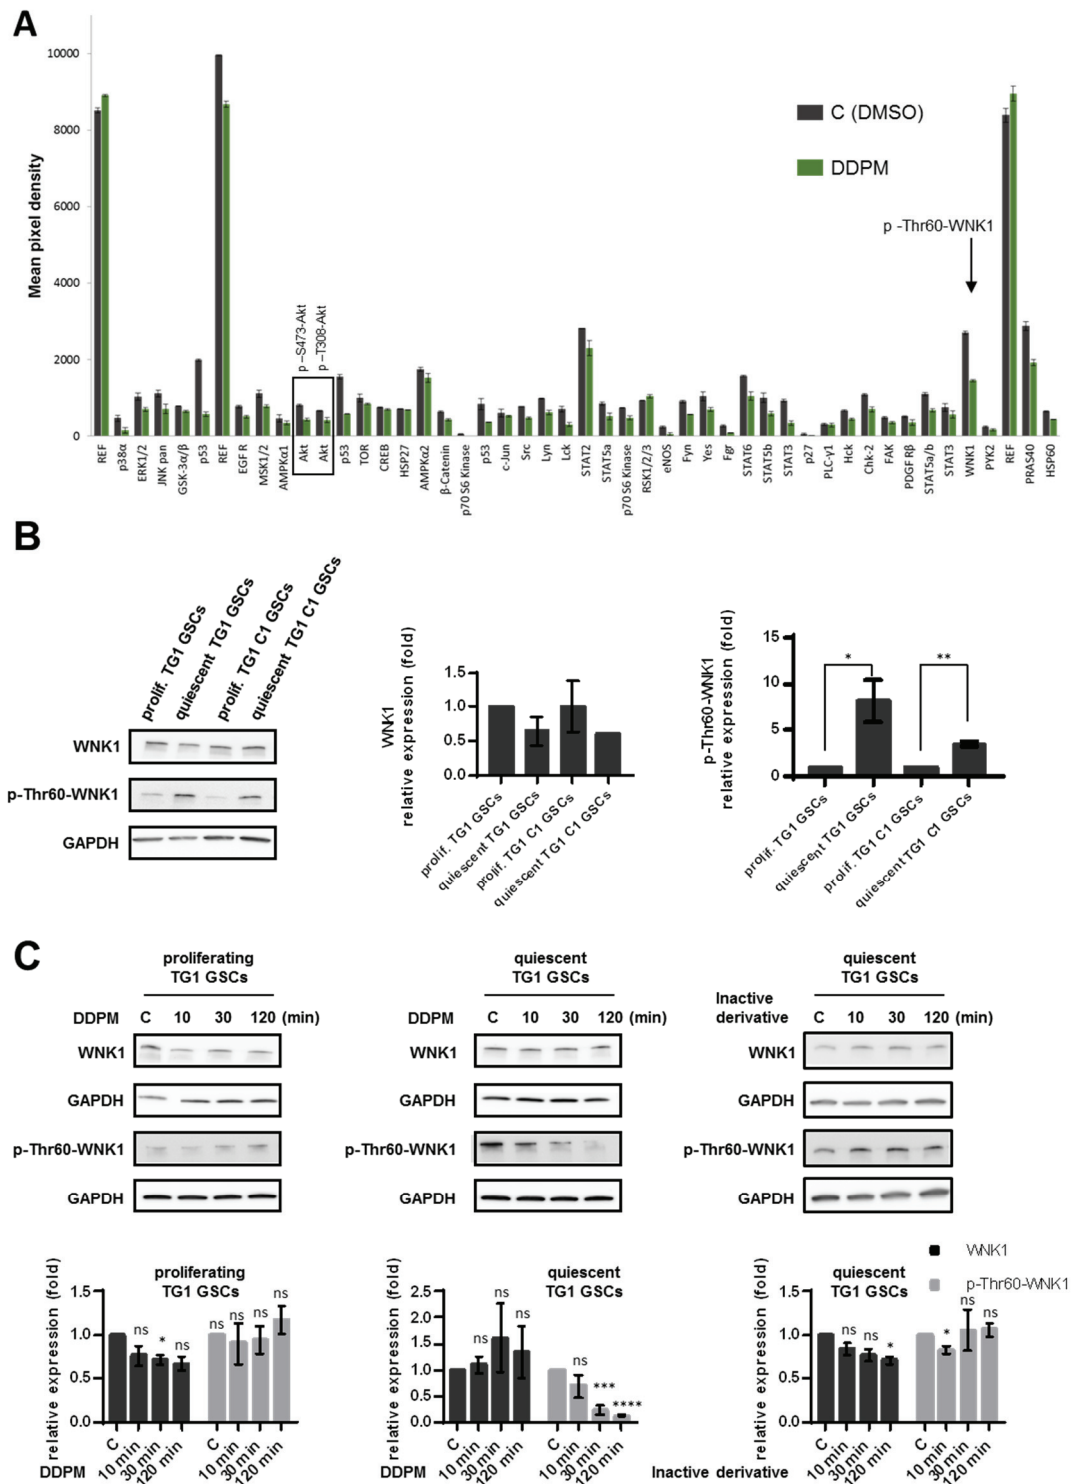 A
10000
8000
6000
4000
2000
0
Mean pixel density
C (DMSO)
DDPM
p -Thr60-WNK1
p –S473-Akt
p –T308-Akt
REF
p38α
ERK1/2
JNK pan
GSK-3α/β
p53
REF
EGF R
MSK1/2
AMPKα1
Akt
Akt
p53
TOR
CREB
HSP27
AMPKα2
β-Catenin
p70 S6 Kinase
p53
c-Jun
Src
Lyn
Lck
STAT2
STAT5a
p70 S6 Kinase
RSK1/2/3
eNOS
Fyn
Yes
Fgr
STAT6
STAT5b
STAT3
p27
PLC-γ1
Hck
Chk-2
FAK
PDGF Rβ
STAT5a/b
STAT3
WNK1
PYK2
REF
PRAS40
HSP60
B
prolif. TG1 GSCs
quiescent TG1 GSCs
prolif. TG1 C1 GSCs
quiescent TG1 C1 GSCs
WNK1
p-Thr60-WNK1
GAPDH
WNK1
relative expression (fold)
1.5
1.0
0.5
0.0
prolif. TG1 GSCs
quiescent TG1 GSCs
prolif. TG1 C1 GSCs
quiescent TG1 C1 GSCs
p-Thr60-WNK1
relative expression (fold)
15
10
5
0
* **
prolif. TG1 GSCs
quiescent TG1 GSCs
prolif. TG1 C1 GSCs
quiescent TG1 C1 GSCs
C
proliferating
TG1 GSCs
DDPM C 10 30 120 (min)
WNK1
GAPDH
p-Thr60-WNK1
GAPDH
quiescent
TG1 GSCs
DDPM C 10 30 120 (min)
WNK1
GAPDH
p-Thr60-WNK1
GAPDH
quiescent
TG1 GSCs
Inactive
derivative C 10 30 120 (min)
WNK1
GAPDH
p-Thr60-WNK1
GAPDH
WNK1
p-Thr60-WNK1
proliferating
TG1 GSCs
relative expression (fold)
1.5
1.0
0.5
0.0
ns * ns ns ns ns
C 10 min 30 min 120 min C 10 min 30 min 120 min
DDPM
quiescent
TG1 GSCs
relative expression (fold)
2.5
2.0
1.5
1.0
0.5
0.0
ns ns ns ns *** ****
C 10 min 30 min 120 min C 10 min 30 min 120 min
DDPM
quiescent
TG1 GSCs
relative expression (fold)
1.5
1.0
0.5
0.0
ns ns * * ns ns
C 10 min 30 min 120 min C 10 min 30 min 120 min
Inactive derivative